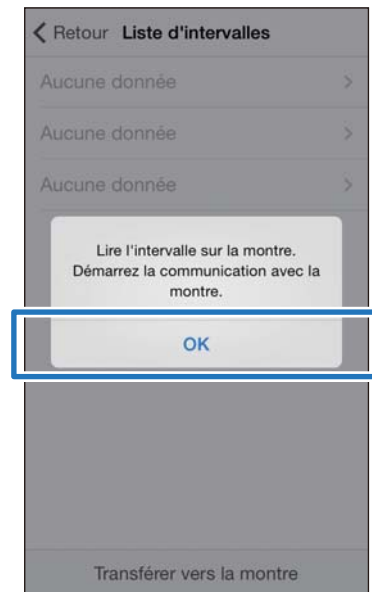 Retour Liste d'intervalles
Aucune donnée
Aucune donnée
Aucune donnée
Lire l'intervalle sur la montre.
Démarrez la communication avec la
montre.
OK
Transférer vers la montre